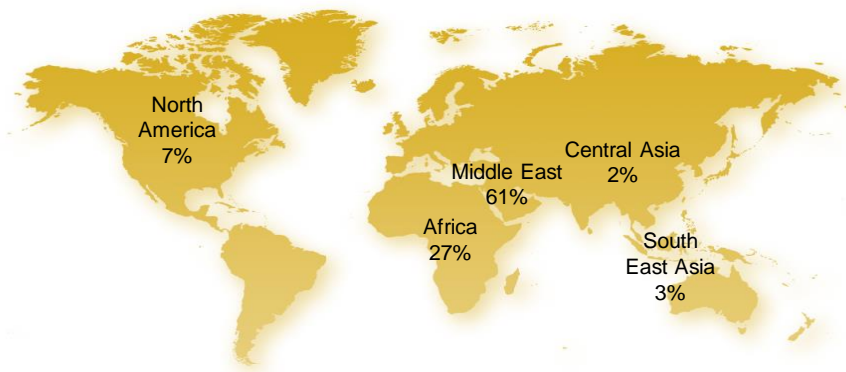 North
America
7%
Central Asia
2%
Middle East
61%
Africa
27%
South
East Asia
3%